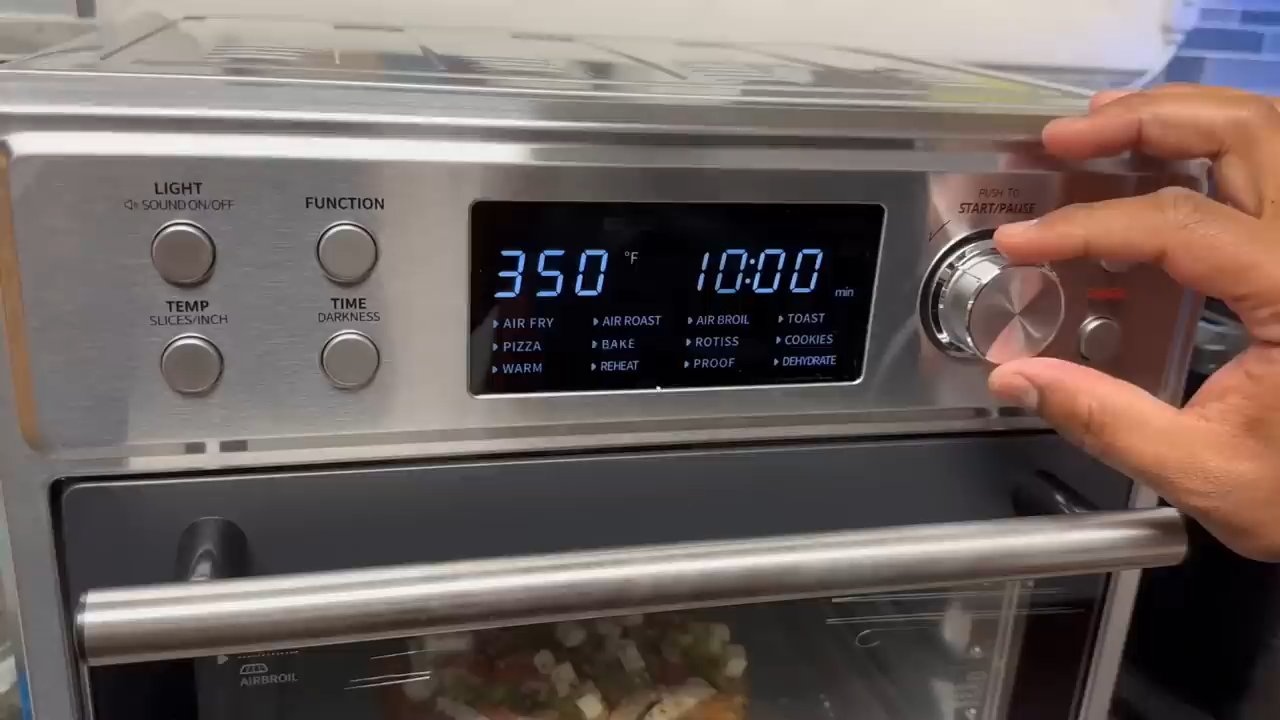 LIGHT
SOUND ON/OFF
FUNCTION
TEMP
SLICES/INCH
TIME
DARKNESS
350 °F 10:00 min
AIR FRY AIR ROAST AIR BROIL TOAST
PIZZA BAKE ROTISS COOKIES
WARM REHEAT PROOF DEHYDRATE
PUSH TO
START/PAUSE
AIRBROIL